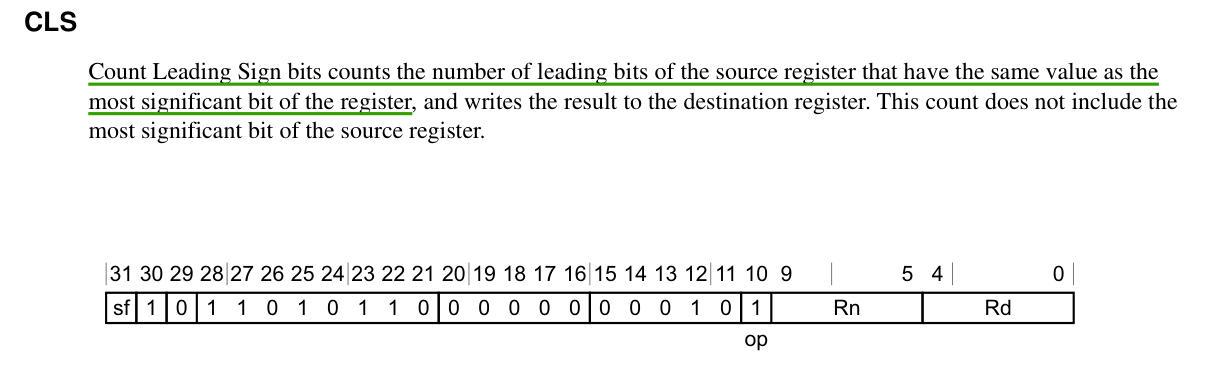 CLS
Count Leading Sign bits counts the number of leading bits of the source register that have the same value as the
most significant bit of the register, and writes the result to the destination register. This count does not include the
most significant bit of the source register.
31 30 29 28 27 26 25 24 23 22 21 20 19 18 17 16 15 14 13 12 11 10 9 5 4 0
sf 1 0 1 1 0 1 0 1 1 0 0 0 0 0 0 0 0 0 1 0 1 Rn Rd
op